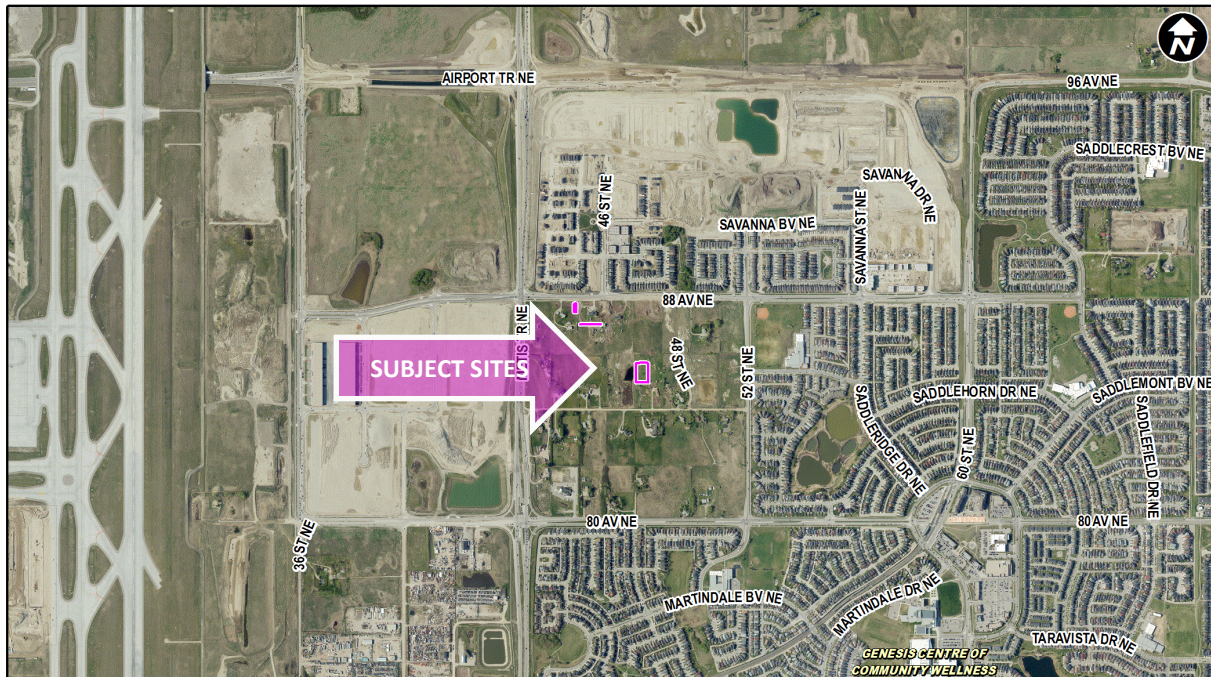 N
AIRPORT TR NE
96 AV NE
SADDLECREST BV NE
SAVANNA DR NE
46 ST NE
SAVANNA BV NE
SAVANNA ST NE
88 AV NE
SUBJECT SITES
48 ST NE
52 ST NE
SADDLEHORN DR NE
SADDLEMONT BV NE
SADDLERIDGE DR NE
60 ST NE
SADDLEFIELD DR NE
36 ST NE
80 AV NE
80 AV NE
MARTINDALE BV NE
MARTINDALE DR NE
TARAVISTA DR NE
GENESIS CENTRE OF
COMMUNITY WELLNESS